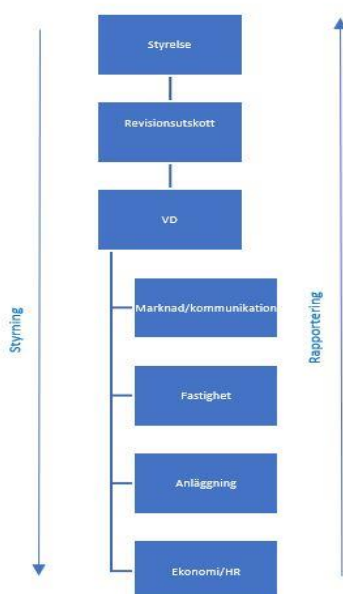 Styrelse
Revisionsutskott
VD
Marknad/kommunikation
Fastighet
Anläggning
Ekonomi/HR
Styrning
Rapportering